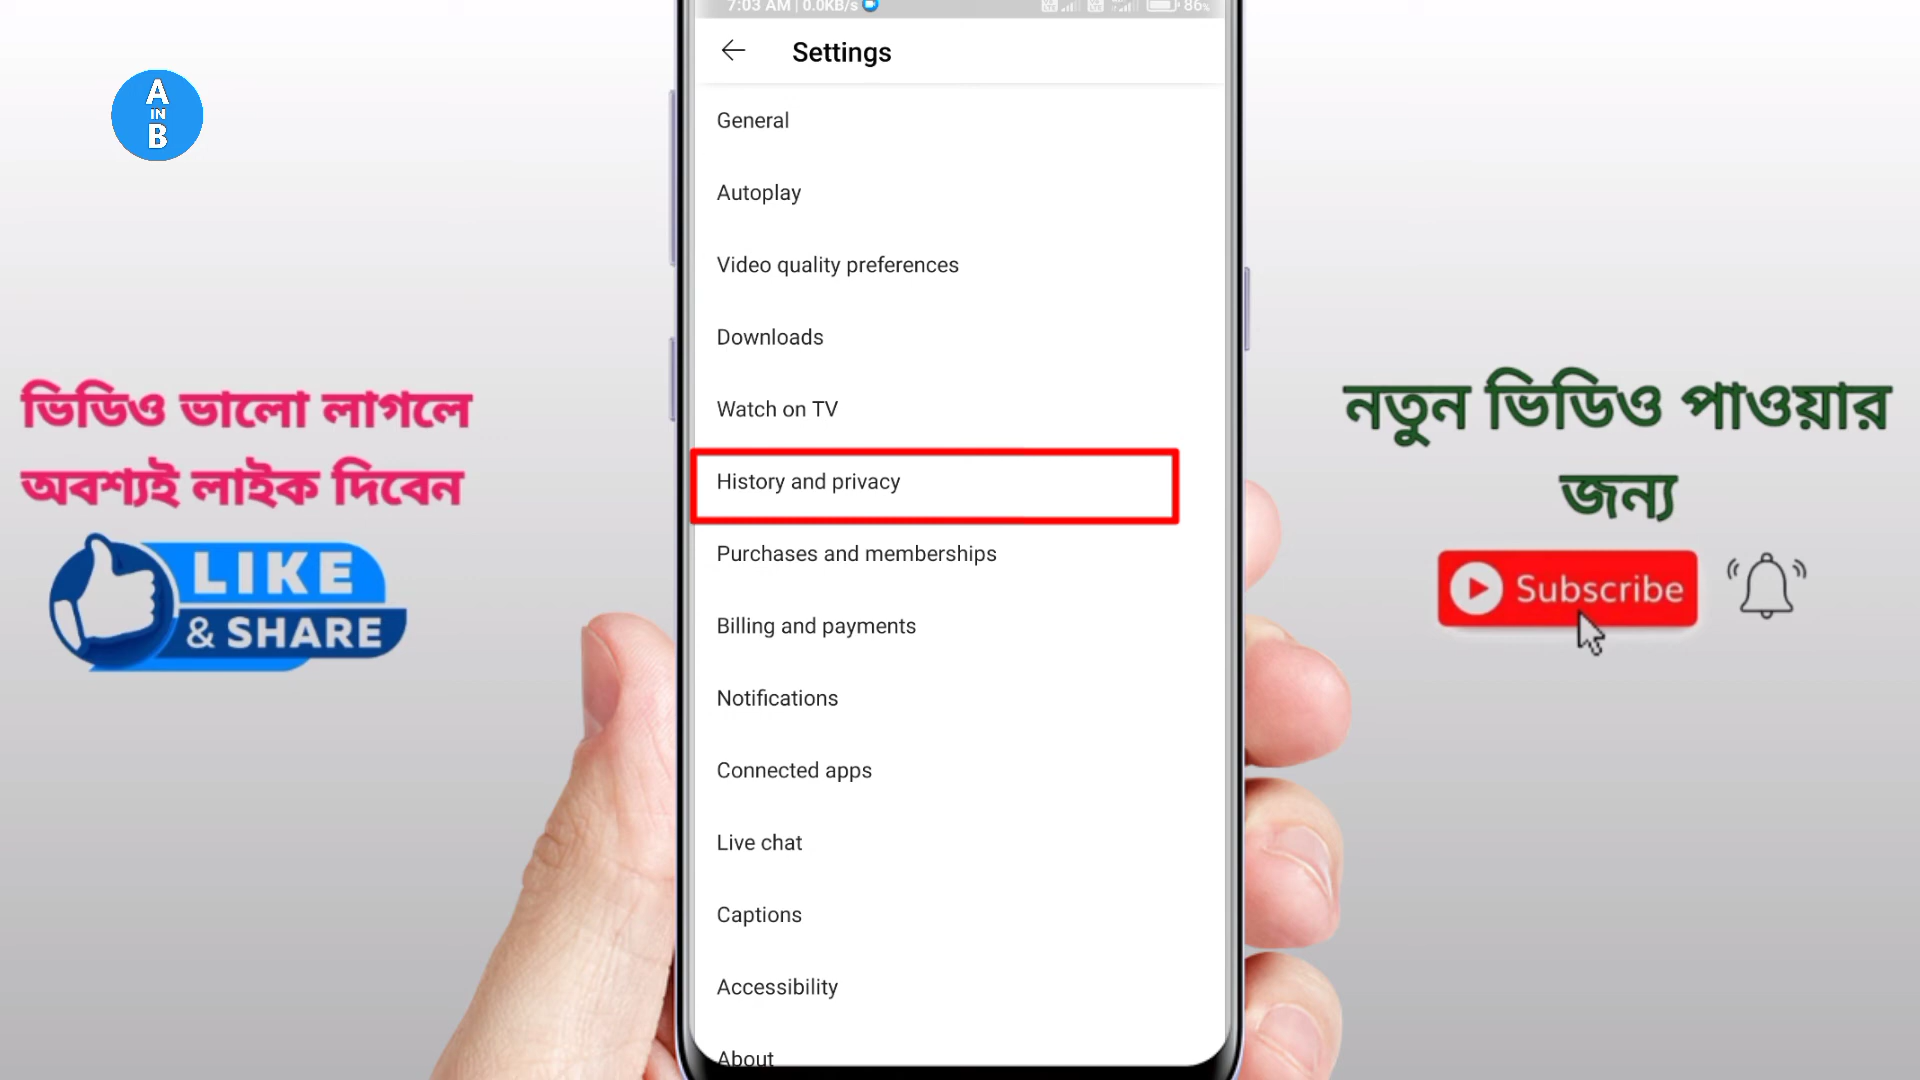 7:03 AM | 0.0KB/s
86%
Settings
A
IN
B
General
Autoplay
Video quality preferences
Downloads
Watch on TV
History and privacy
Purchases and memberships
Billing and payments
Notifications
Connected apps
Live chat
Captions
Accessibility
About
ভিডিও ভালো লাগলে
অবশ্যই লাইক দিবেন
LIKE
& SHARE
নতুন ভিডিও পাওয়ার
জন্য
Subscribe